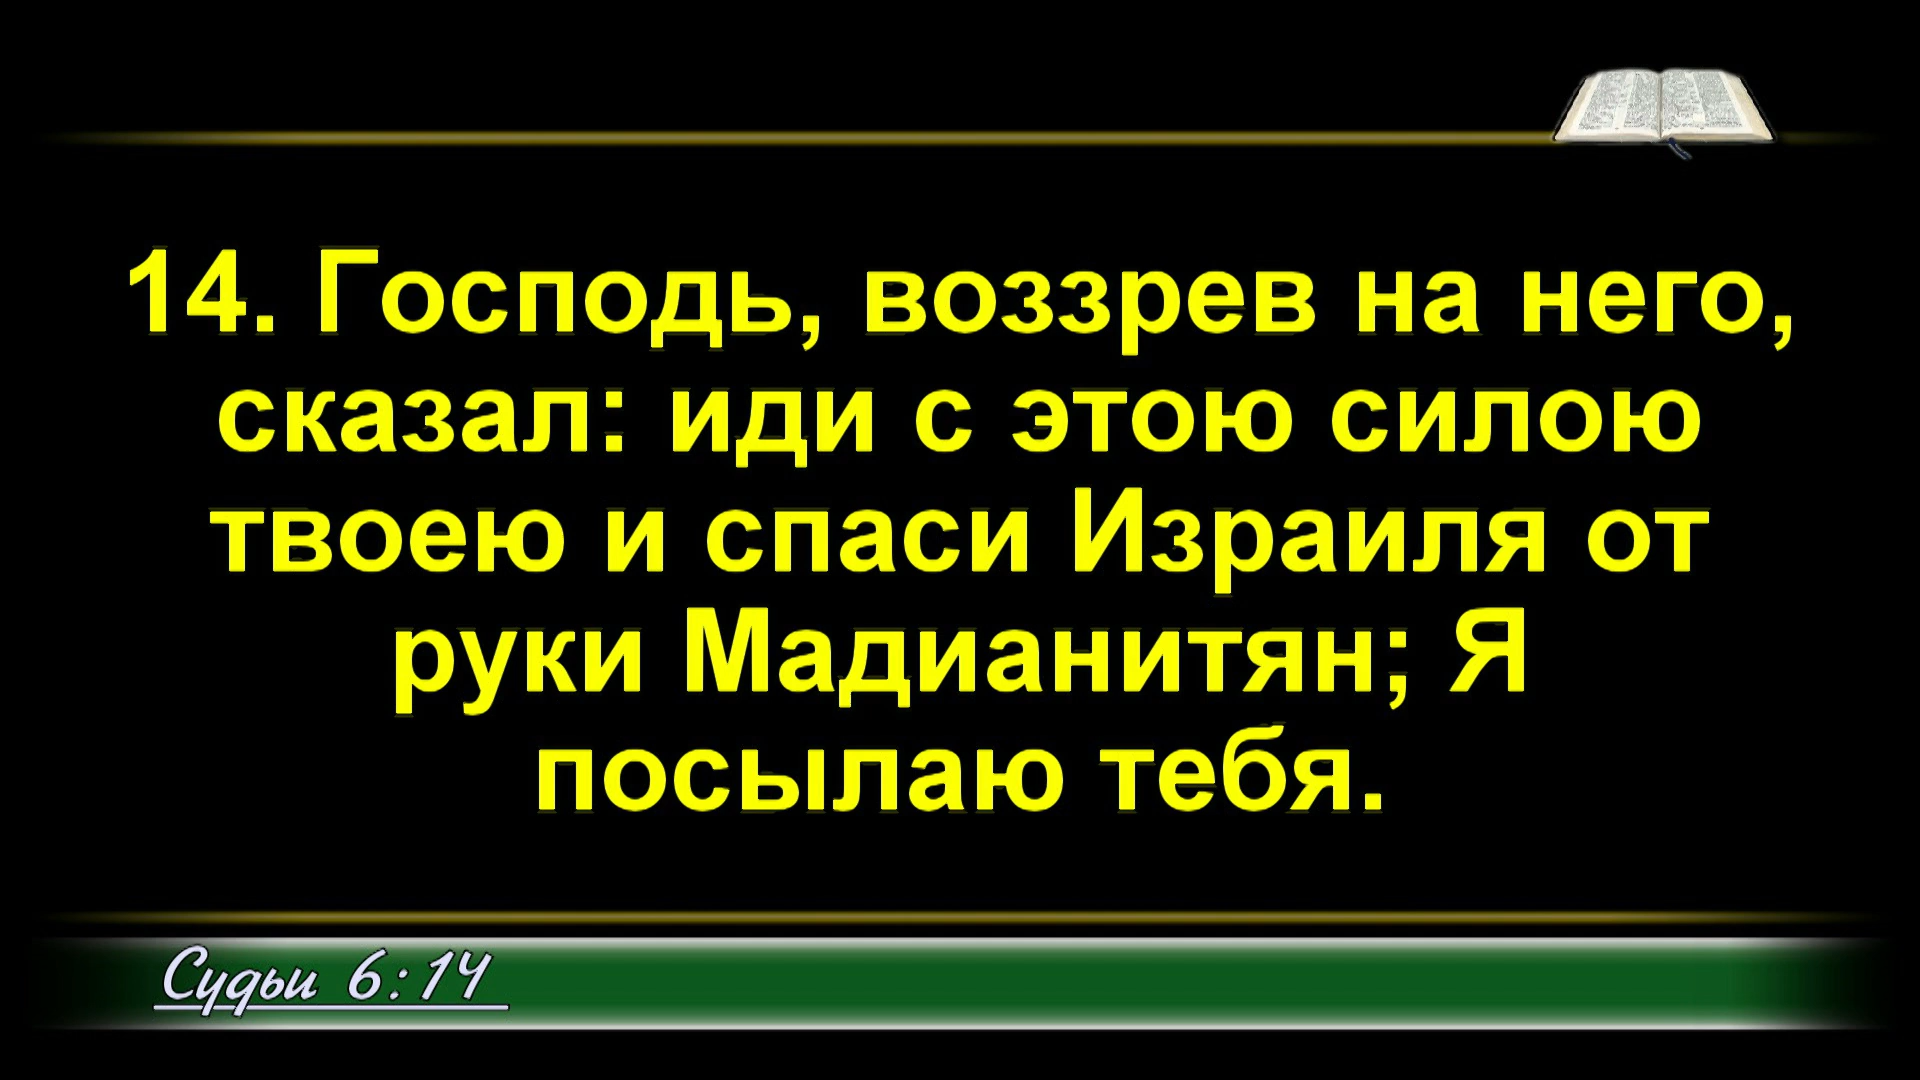 14. Господь, воззрев на него,
сказал: иди с этою силою
твоею и спаси Израиля от
руки Мадианитян; Я
посылаю тебя.
Судьи 6:14